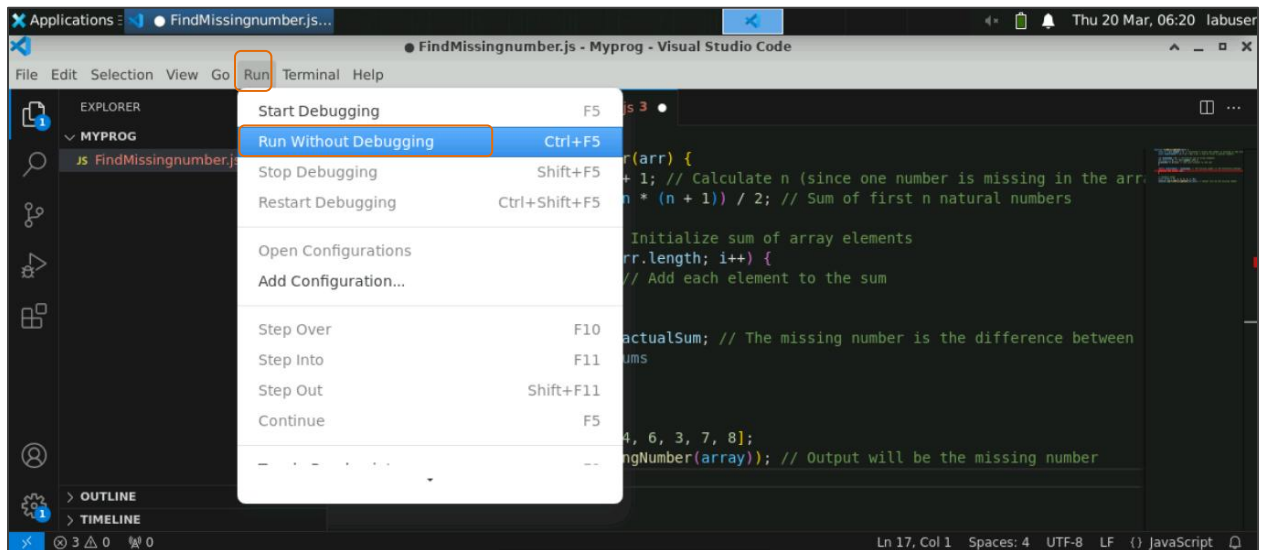 Applications FindMissingnumber.js... Thu 20 Mar, 06:20 labuser
FindMissingnumber.js - Myprog - Visual Studio Code
File Edit Selection View Go Run Terminal Help
EXPLORER
Start Debugging F5
js 3
MYPROG
Run Without Debugging Ctrl+F5
JS FindMissingnumber.js
r(arr) {
Stop Debugging Shift+F5
+ 1; // Calculate n (since one number is missing in the arr
Restart Debugging Ctrl+Shift+F5
n * (n + 1)) / 2; // Sum of first n natural numbers
Open Configurations
Initialize sum of array elements
rr.length; i++) {
Add Configuration...
// Add each element to the sum
Step Over F10
actualSum; // The missing number is the difference between
Step Into F11
ums
Step Out Shift+F11
Continue F5
4, 6, 3, 7, 8];
ngNumber(array)); // Output will be the missing number
OUTLINE
TIMELINE
3 0 0 Ln 17, Col 1 Spaces: 4 UTF-8 LF {} JavaScript
1
1